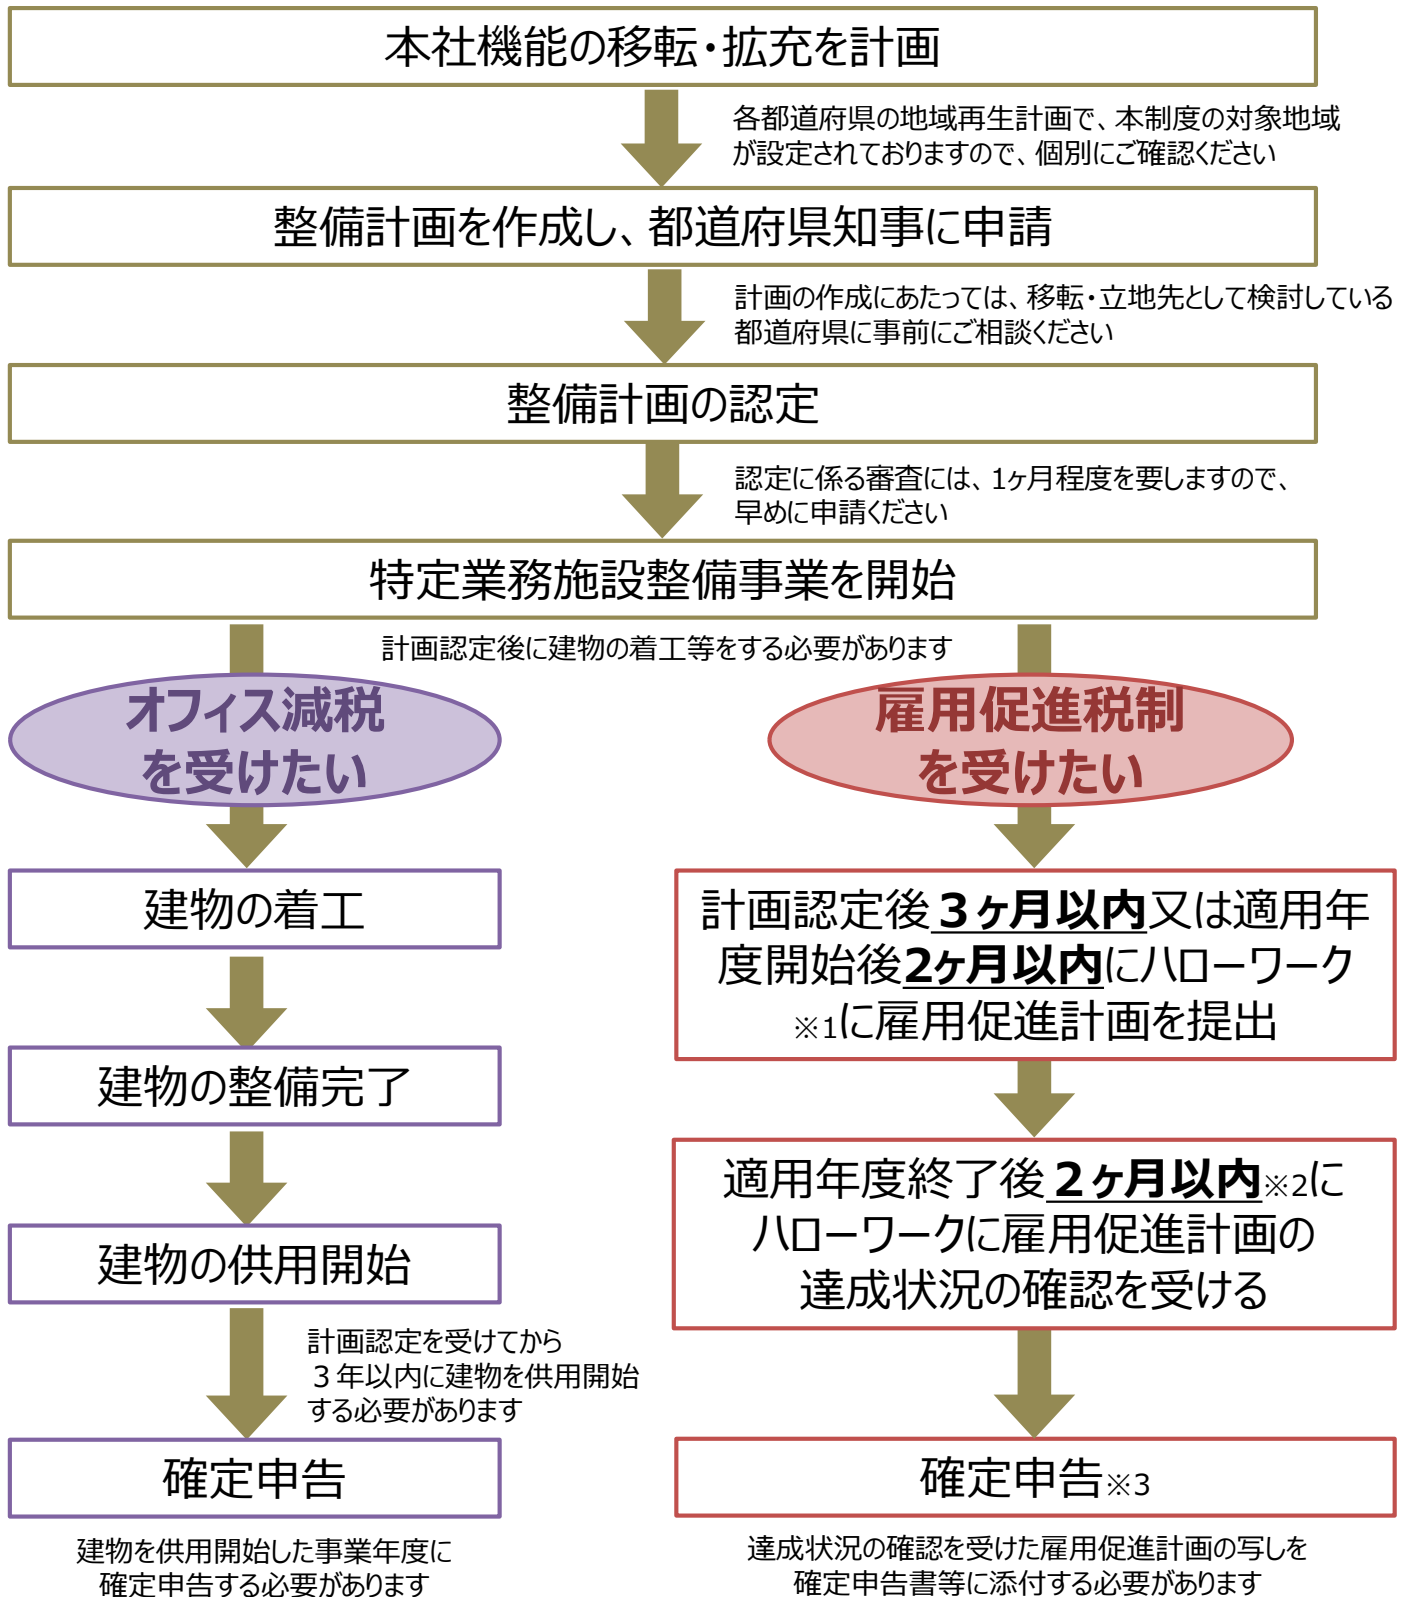 本社機能の移転・拡充を計画
各都道府県の地域再生計画で、本制度の対象地域
が設定されておりますので、個別にご確認ください
整備計画を作成し、都道府県知事に申請
計画の作成にあたっては、移転・立地先として検討している
都道府県に事前にご相談ください
整備計画の認定
認定に係る審査には、1ヶ月程度を要しますので、
早めに申請ください
特定業務施設整備事業を開始
計画認定後に建物の着工等をする必要があります
オフィス減税
を受けたい
建物の着工
建物の整備完了
建物の供用開始
計画認定を受けてから
３年以内に建物を供用開始
する必要があります
確定申告
建物を供用開始した事業年度に
確定申告する必要があります
雇用促進税制
を受けたい
計画認定後３ヶ月以内又は適用年
度開始後2ヶ月以内にハローワーク
※1に雇用促進計画を提出
適用年度終了後２ヶ月以内※2に
ハローワークに雇用促進計画の
達成状況の確認を受ける
確定申告※3
達成状況の確認を受けた雇用促進計画の写しを
確定申告書等に添付する必要があります